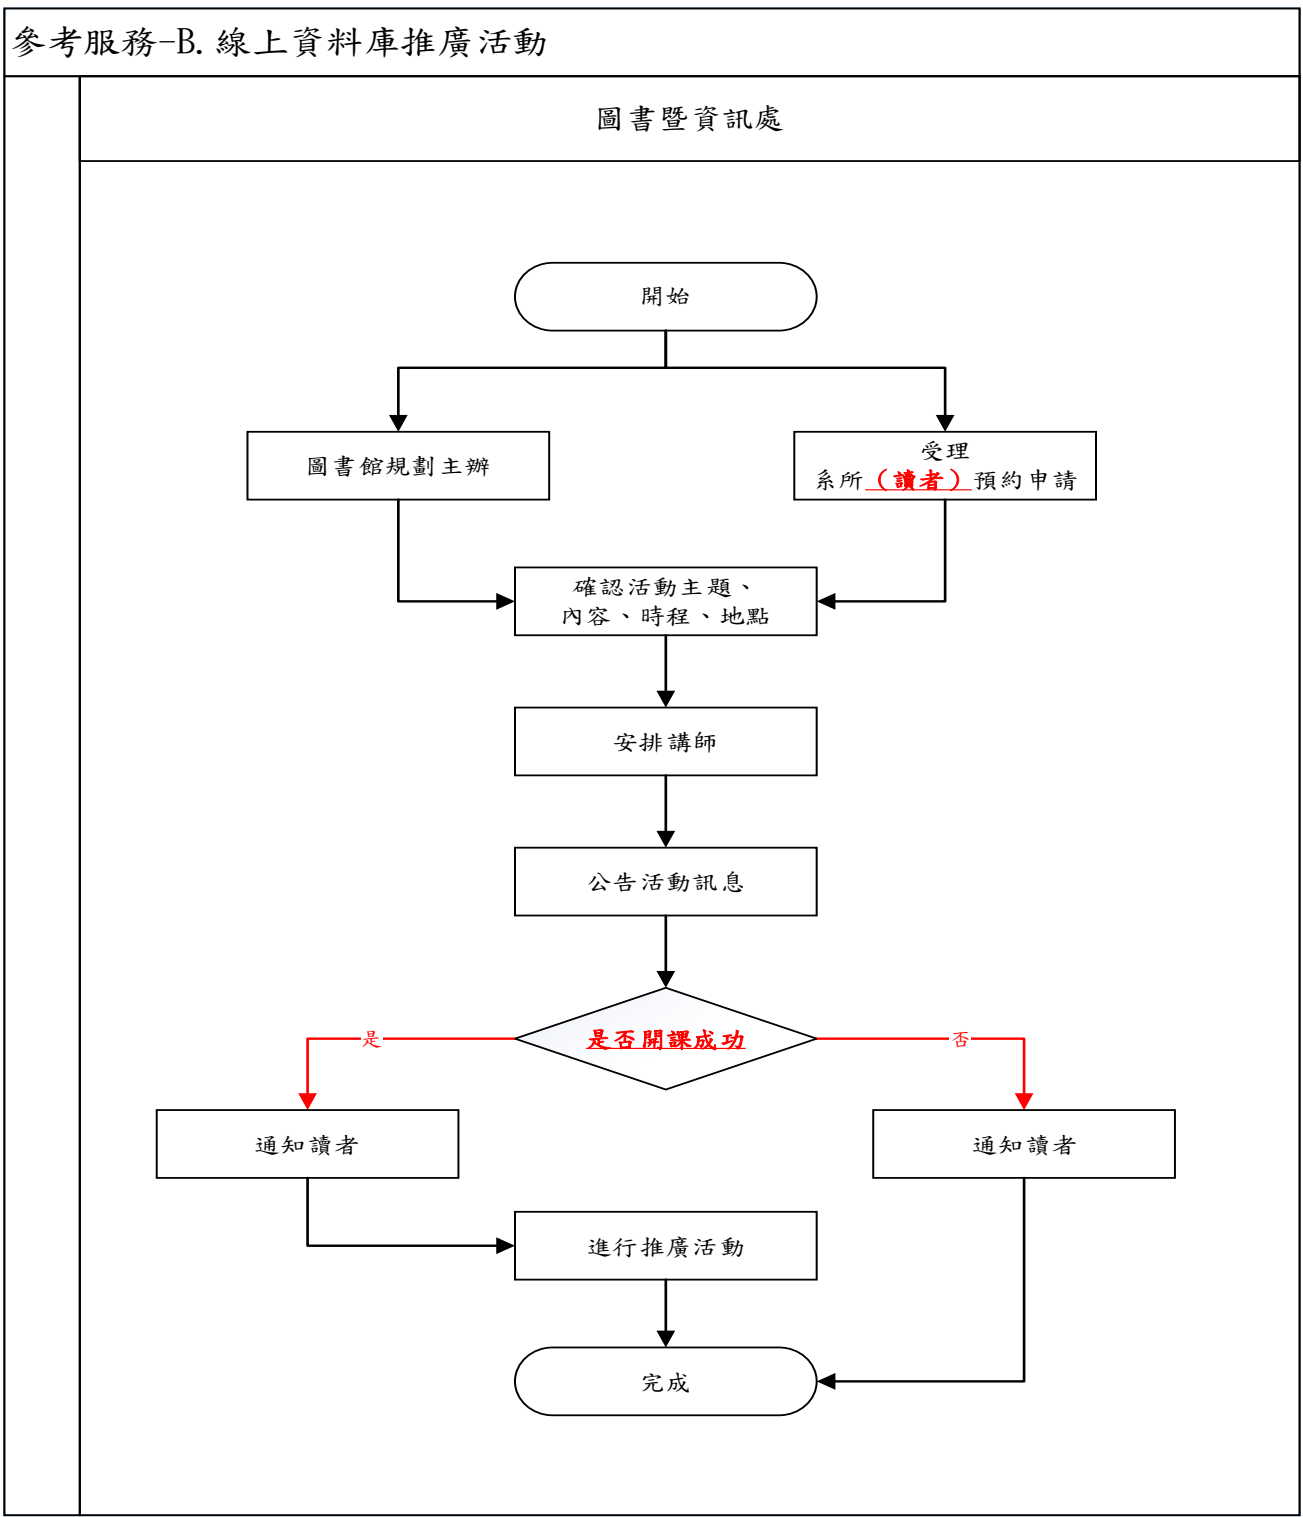 參考服務-B.線上資料庫推廣活動
圖書暨資訊處
開始
圖書館規劃主辦
受理
系所（讀者）預約申請
確認活動主題、
內容、時程、地點
安排講師
公告活動訊息
是否開課成功
是
否
通知讀者
通知讀者
進行推廣活動
完成